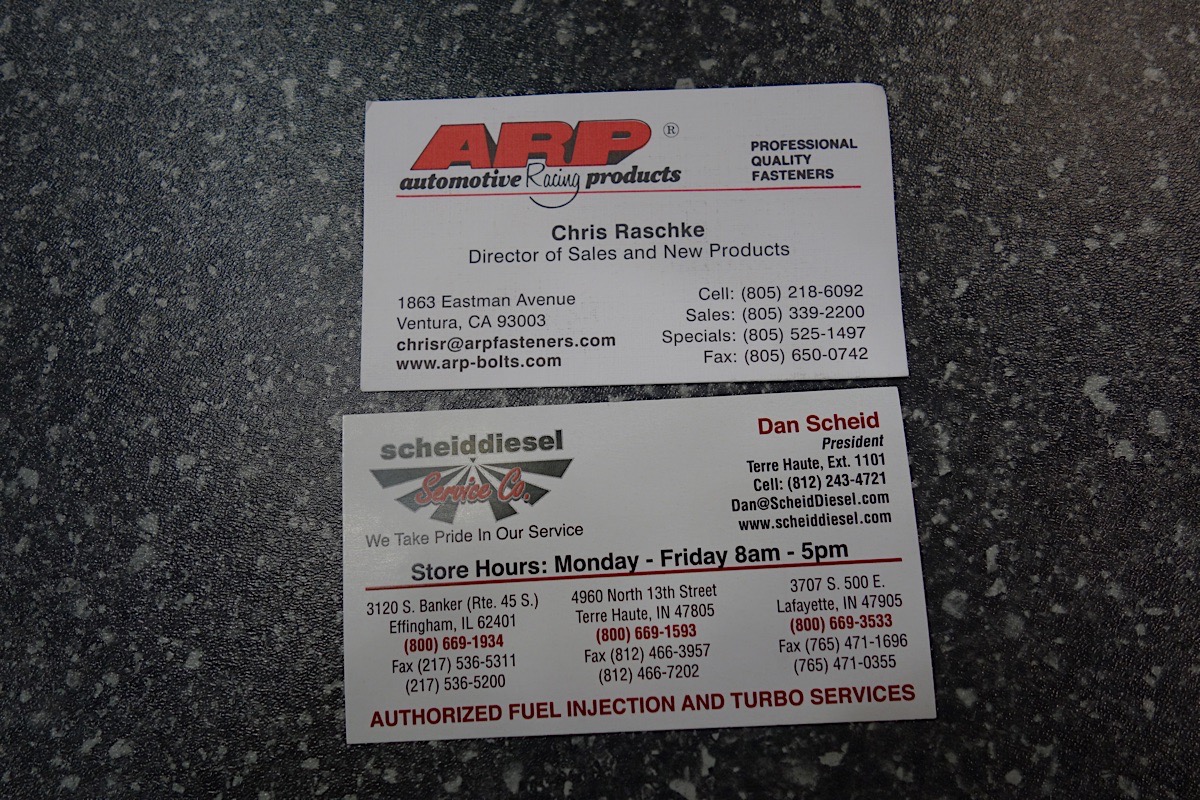 ARP ®
automotive Racing products
PROFESSIONAL
QUALITY
FASTENERS
Chris Raschke
Director of Sales and New Products
1863 Eastman Avenue
Ventura, CA 93003
chrisr@arpfasteners.com
www.arp-bolts.com
Cell: (805) 218-6092
Sales: (805) 339-2200
Specials: (805) 525-1497
Fax: (805) 650-0742
scheiddiesel
Service Co.
We Take Pride In Our Service
Dan Scheid
President
Terre Haute, Ext. 1101
Cell: (812) 243-4721
Dan@ScheidDiesel.com
www.scheiddiesel.com
Store Hours: Monday - Friday 8am - 5pm
3120 S. Banker (Rte. 45 S.)
Effingham, IL 62401
(800) 669-1934
Fax (217) 536-5311
(217) 536-5200
4960 North 13th Street
Terre Haute, IN 47805
(800) 669-1593
Fax (812) 466-3957
(812) 466-7202
3707 S. 500 E.
Lafayette, IN 47905
(800) 669-3533
Fax (765) 471-1696
(765) 471-0355
AUTHORIZED FUEL INJECTION AND TURBO SERVICES